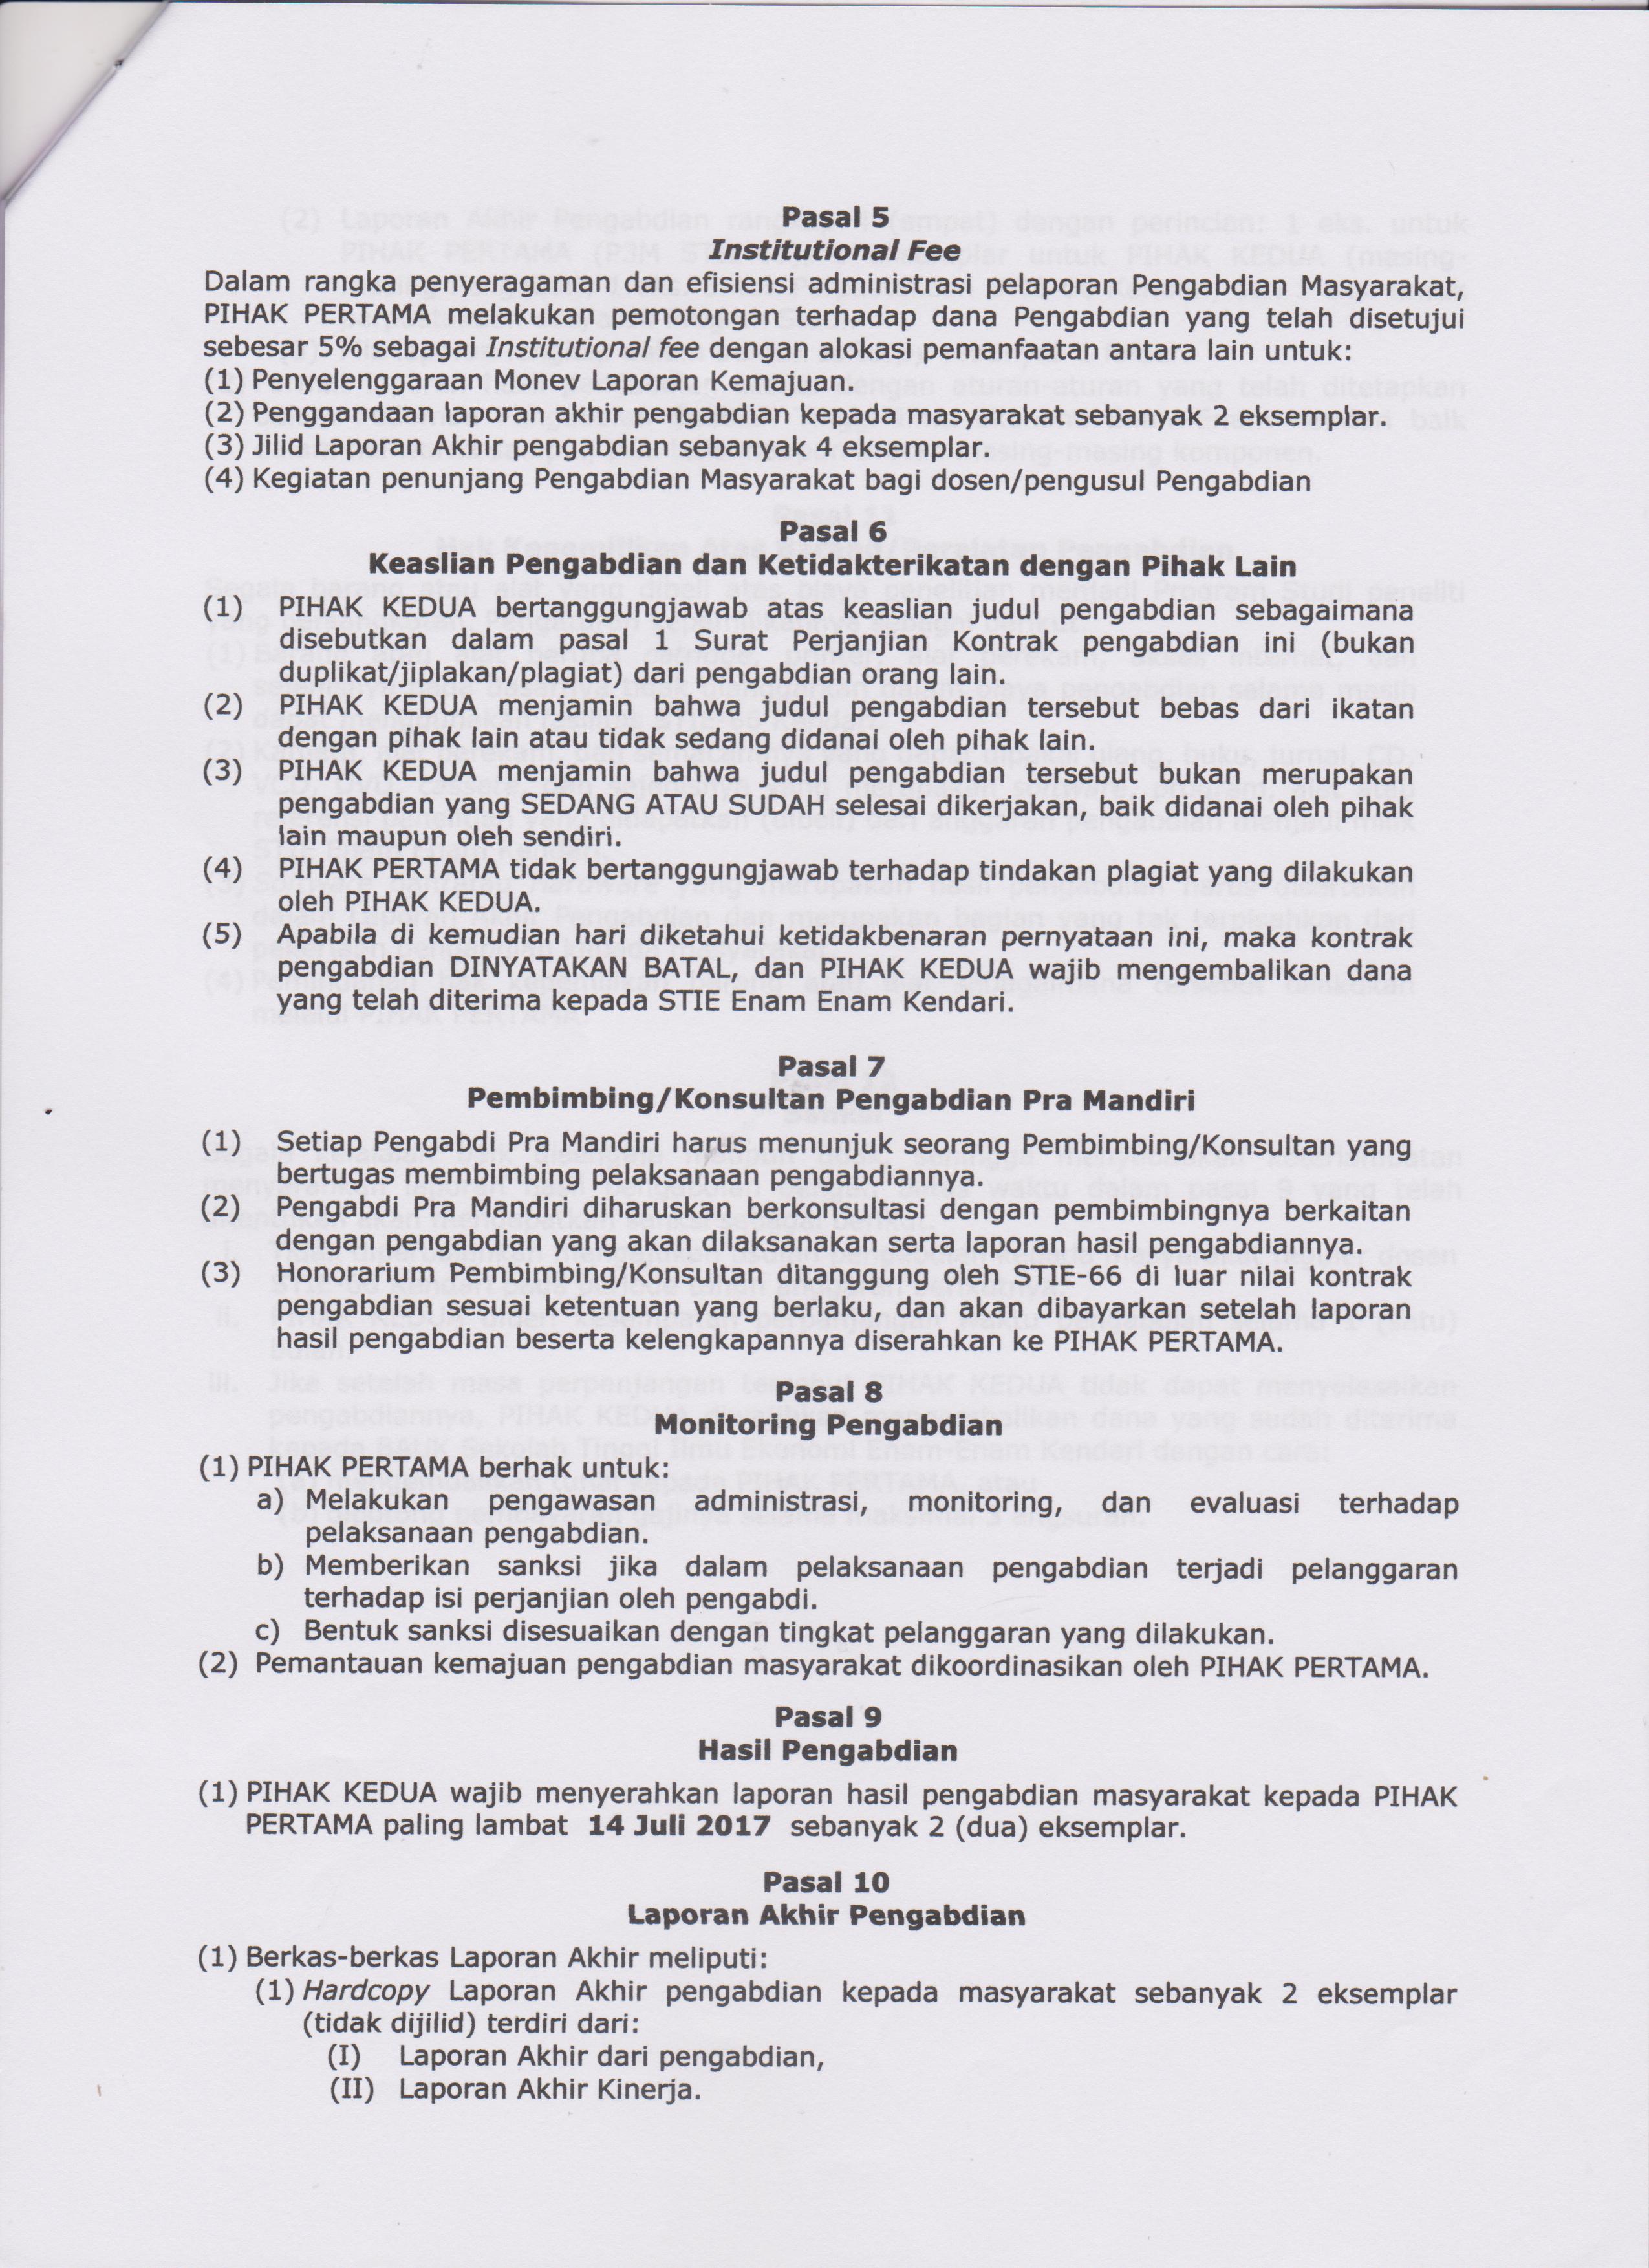 Pasal 5
Institutional Fee
Dalam rangka penyeragaman dan efisiensi administrasi pelaporan Pengabdian Masyarakat,
PIHAK PERTAMA melakukan pemotongan terhadap dana Pengabdian yang telah disetujui
sebesar 5% sebagai Institutional fee dengan alokasi pemanfaatan antara lain untuk:
(1) Penyelenggaraan Monev Laporan Kemajuan.
(2) Penggandaan laporan akhir pengabdian kepada masyarakat sebanyak 2 eksemplar.
(3) Jilid Laporan Akhir pengabdian sebanyak 4 eksemplar.
(4) Kegiatan penunjang Pengabdian Masyarakat bagi dosen/pengusul Pengabdian
Pasal 6
Keaslian Pengabdian dan Ketidakterikatan dengan Pihak Lain
(1) PIHAK KEDUA bertanggungjawab atas keaslian judul pengabdian sebagaimana
disebutkan dalam pasal 1 Surat Perjanjian Kontrak pengabdian ini (bukan
duplikat/jiplakan/plagiat) dari pengabdian orang lain.
(2) PIHAK KEDUA menjamin bahwa judul pengabdian tersebut bebas dari ikatan
dengan pihak lain atau tidak sedang didanai oleh pihak lain.
(3) PIHAK KEDUA menjamin bahwa judul pengabdian tersebut bukan merupakan
pengabdian yang SEDANG ATAU SUDAH selesai dikerjakan, baik didanai oleh pihak
lain maupun oleh sendiri.
(4) PIHAK PERTAMA tidak bertanggungjawab terhadap tindakan plagiat yang dilakukan
oleh PIHAK KEDUA.
(5) Apabila di kemudian hari diketahui ketidakbenaran pernyataan ini, maka kontrak
pengabdian DINYATAKAN BATAL, dan PIHAK KEDUA wajib mengembalikan dana
yang telah diterima kepada STIE Enam Enam Kendari.
Pasal 7
Pembimbing/Konsultan Pengabdian Pra Mandiri
(1) Setiap Pengabdi Pra Mandiri harus menunjuk seorang Pembimbing/Konsultan yang
bertugas membimbing pelaksanaan pengabdiannya.
(2) Pengabdi Pra Mandiri diharuskan berkonsultasi dengan pembimbingnya berkaitan
dengan pengabdian yang akan dilaksanakan serta laporan hasil pengabdiannya.
(3) Honorarium Pembimbing/Konsultan ditanggung oleh STIE-66 di luar nilai kontrak
pengabdian sesuai ketentuan yang berlaku, dan akan dibayarkan setelah laporan
hasil pengabdian beserta kelengkapannya diserahkan ke PIHAK PERTAMA.
Pasal 8
Monitoring Pengabdian
(1) PIHAK PERTAMA berhak untuk:
a) Melakukan pengawasan administrasi, monitoring, dan evaluasi terhadap
pelaksanaan pengabdian.
b) Memberikan sanksi jika dalam pelaksanaan pengabdian terjadi pelanggaran
terhadap isi perjanjian oleh pengabdi.
c) Bentuk sanksi disesuaikan dengan tingkat pelanggaran yang dilakukan.
(2) Pemantauan kemajuan pengabdian masyarakat dikoordinasikan oleh PIHAK PERTAMA.
Pasal 9
Hasil Pengabdian
(1) PIHAK KEDUA wajib menyerahkan laporan hasil pengabdian masyarakat kepada PIHAK
PERTAMA paling lambat 14 Juli 2017 sebanyak 2 (dua) eksemplar.
Pasal 10
Laporan Akhir Pengabdian
(1) Berkas-berkas Laporan Akhir meliputi:
(1) Hardcopy Laporan Akhir pengabdian kepada masyarakat sebanyak 2 eksemplar
(tidak dijilid) terdiri dari:
(I) Laporan Akhir dari pengabdian,
(II) Laporan Akhir Kinerja.